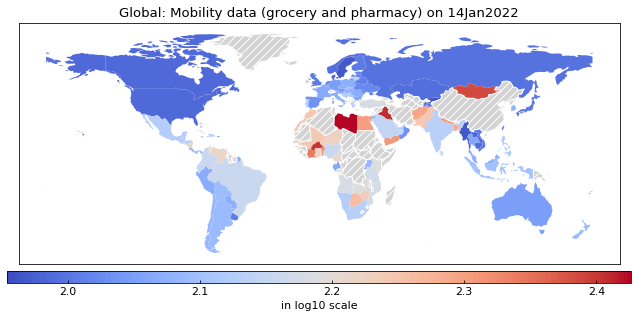 Global: Mobility data (grocery and pharmacy) on 14Jan2022
2.0 2.1 2.2 2.3 2.4
in log10 scale